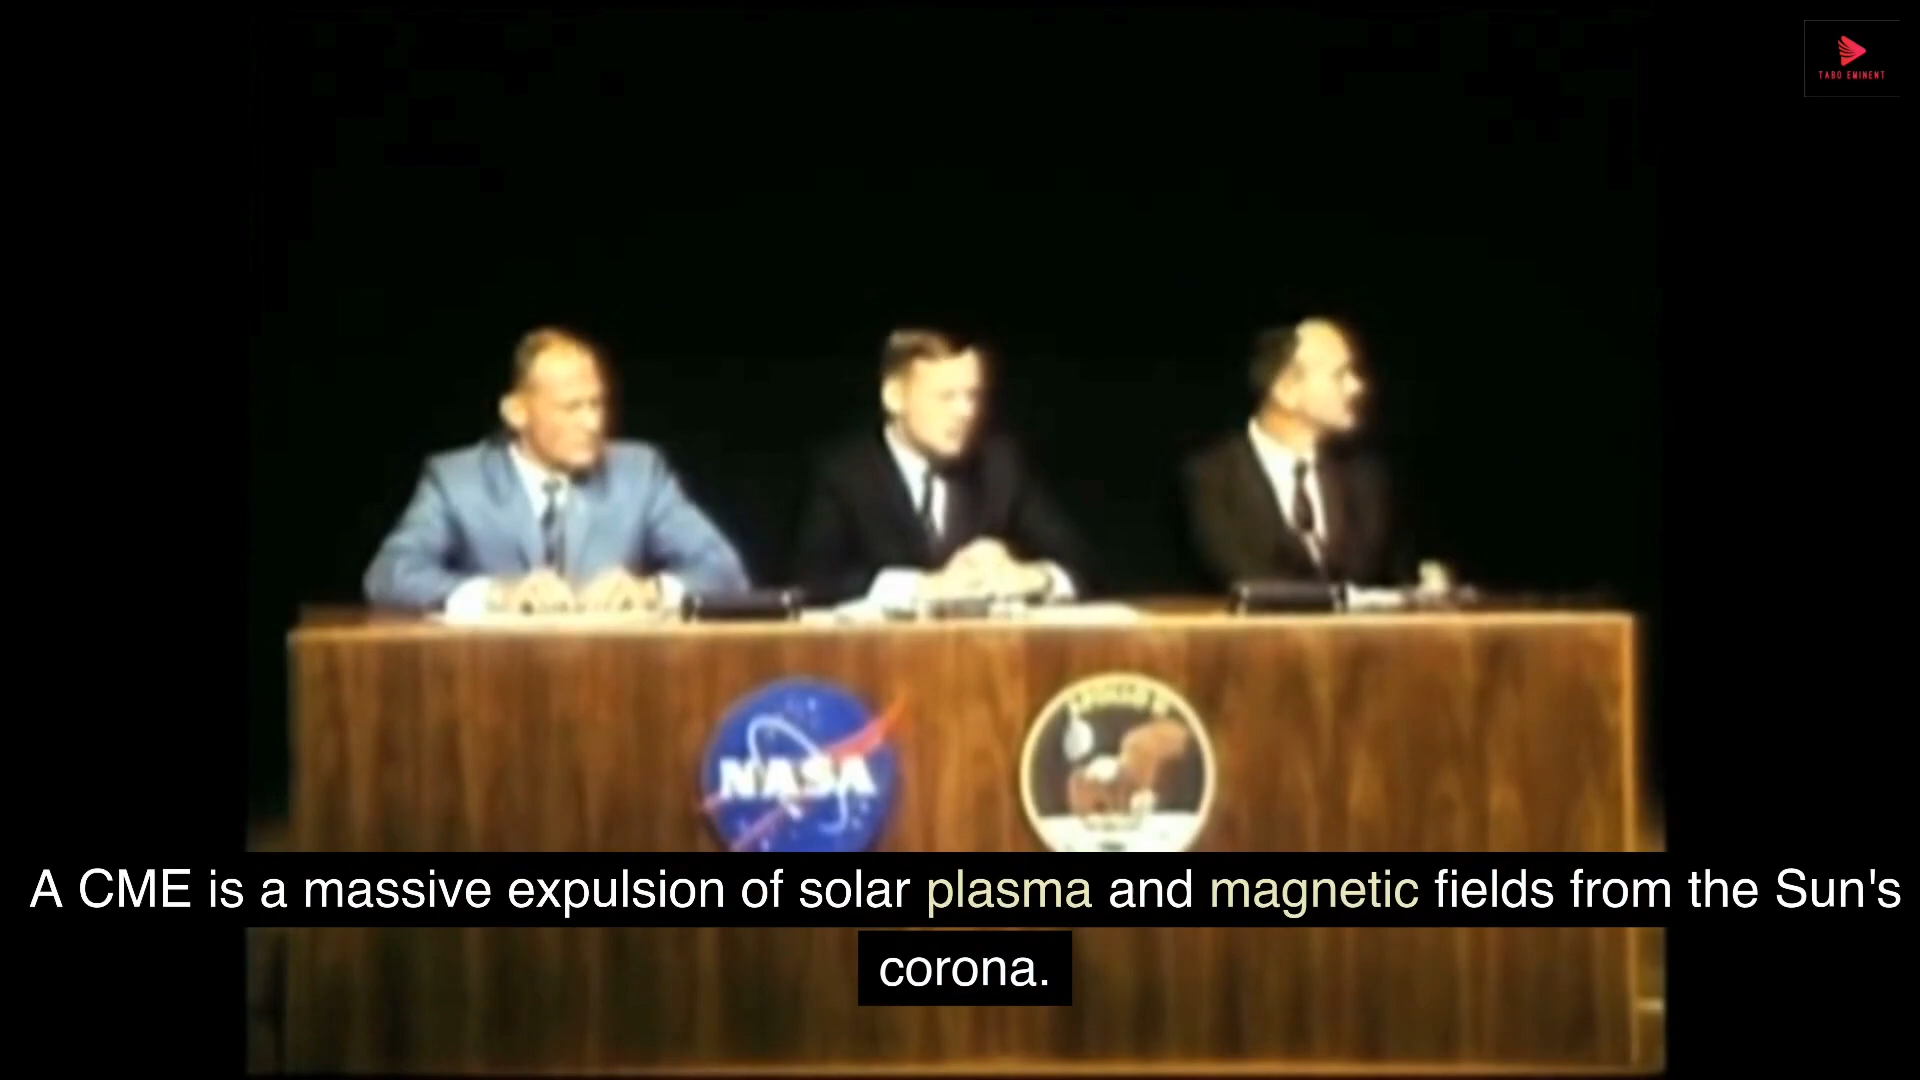 TABO EMINENT
NASA
A CME is a massive expulsion of solar plasma and magnetic fields from the Sun's
corona.